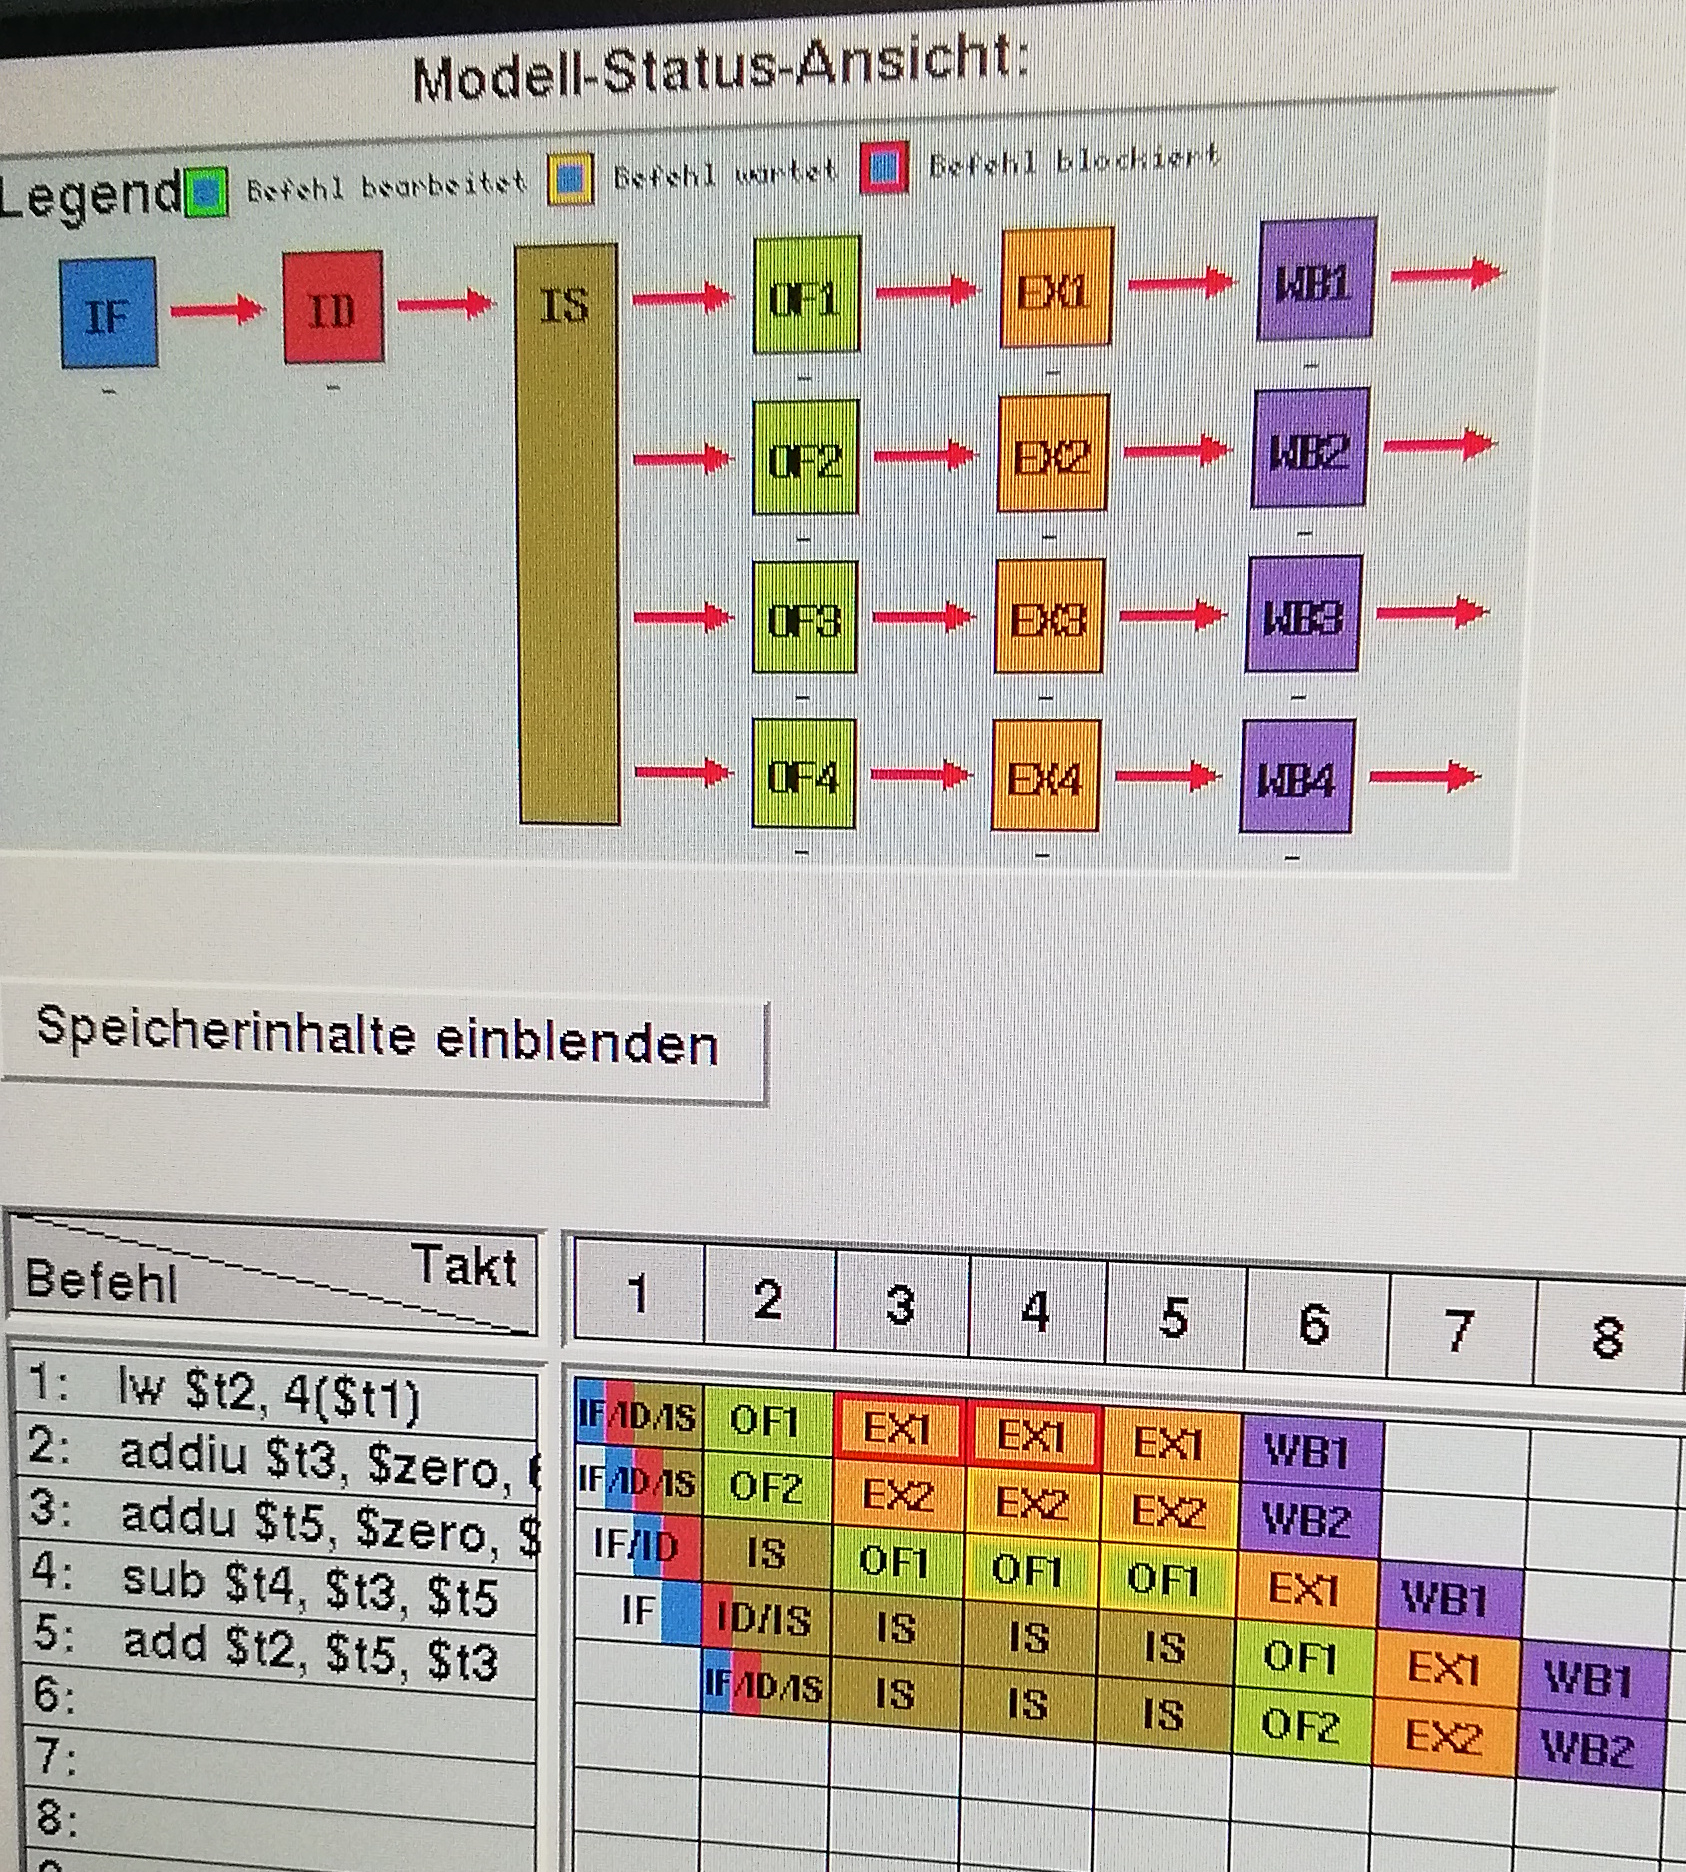 Modell-Status-Ansicht:
Legend Befehl bearbeitet Befehl wartet Befehl blockiert
IF ID IS OF1 EX1 WB1
- - - - -
OF2 EX2 WB2
- - -
OF3 EX3 WB3
- - -
OF4 EX4 WB4
- - -
Speicherinhalte einblenden
Befehl Takt 1 2 3 4 5 6 7 8
1: lw $t2, 4($t1) IF/ID/IS OF1 EX1 EX1 EX1 WB1
2: addiu $t3, $zero, IF/ID/IS OF2 EX2 EX2 EX2 WB2
3: addu $t5, $zero, $ IF/ID IS OF1 OF1 OF1 EX1 WB1
4: sub $t4, $t3, $t5 IF ID/IS IS IS IS OF1 EX1 WB1
5: add $t2, $t5, $t3 IF/ID/IS IS IS IS OF2 EX2 WB2
6:
7:
8: